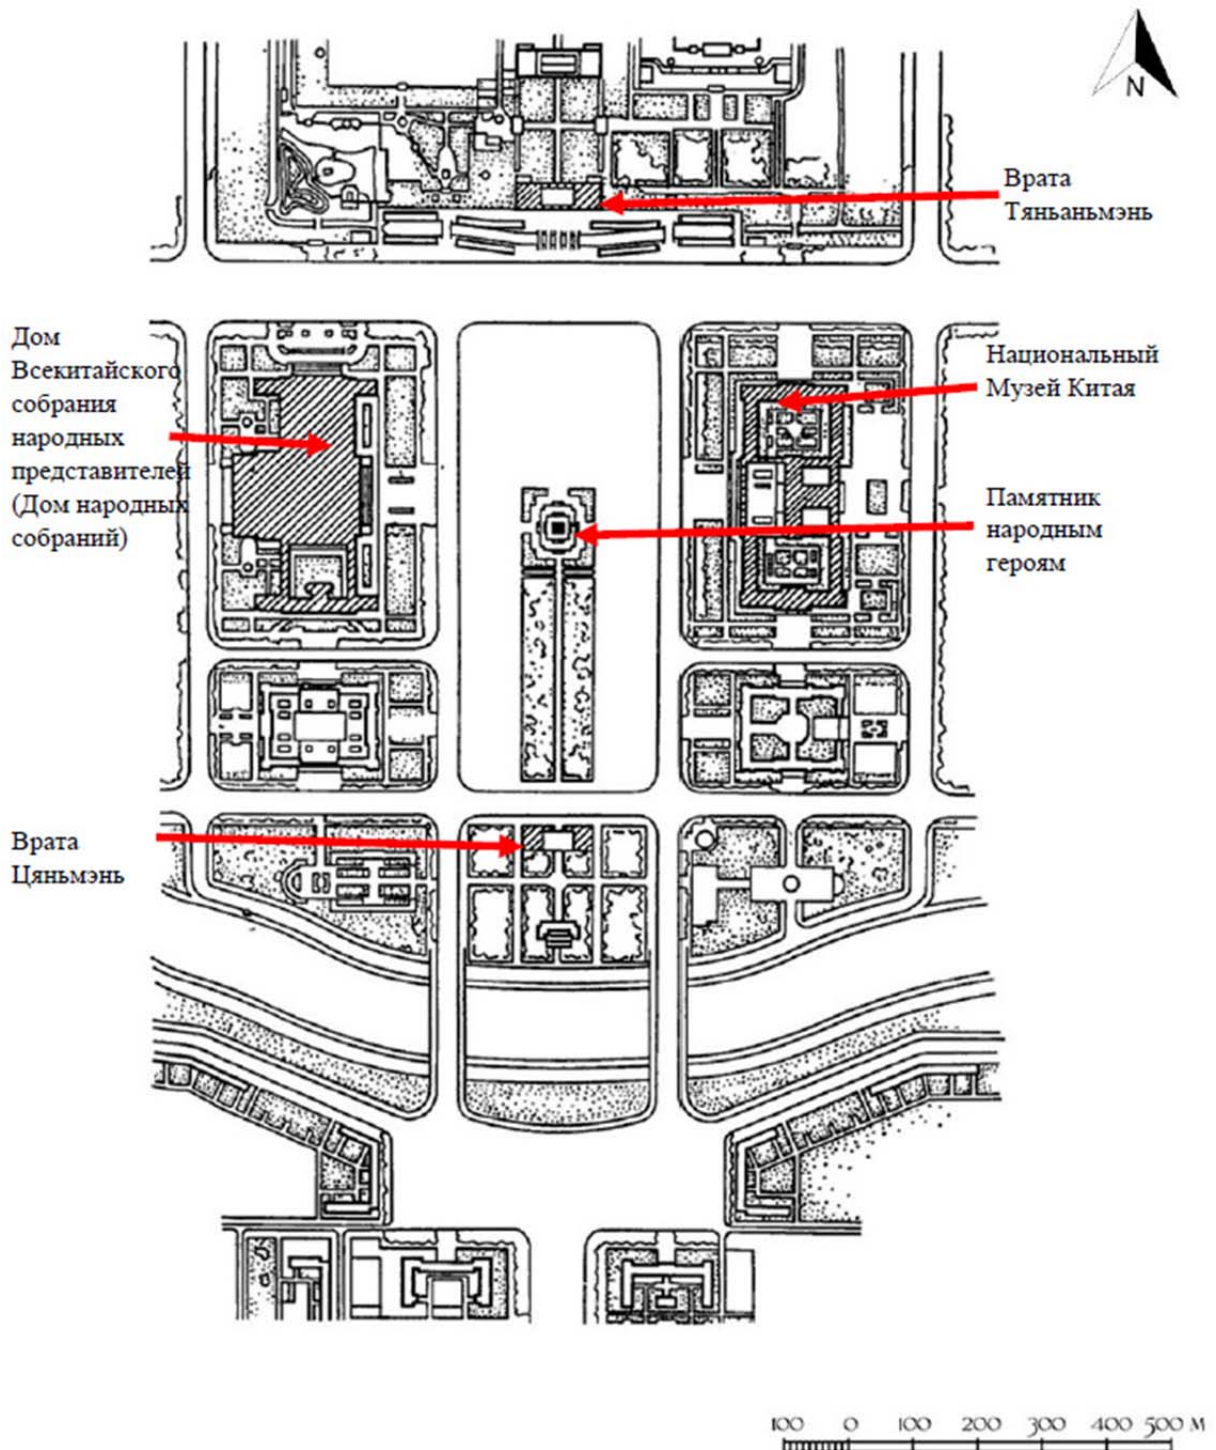 N
Врата
Тяньаньмэнь
Дом
Всекитайского
собрания
народных
представителей
(Дом народных
собраний)
Национальный
Музей Китая
Памятник
народным
героям
Врата
Цяньмэнь
100 0 100 200 300 400 500 М